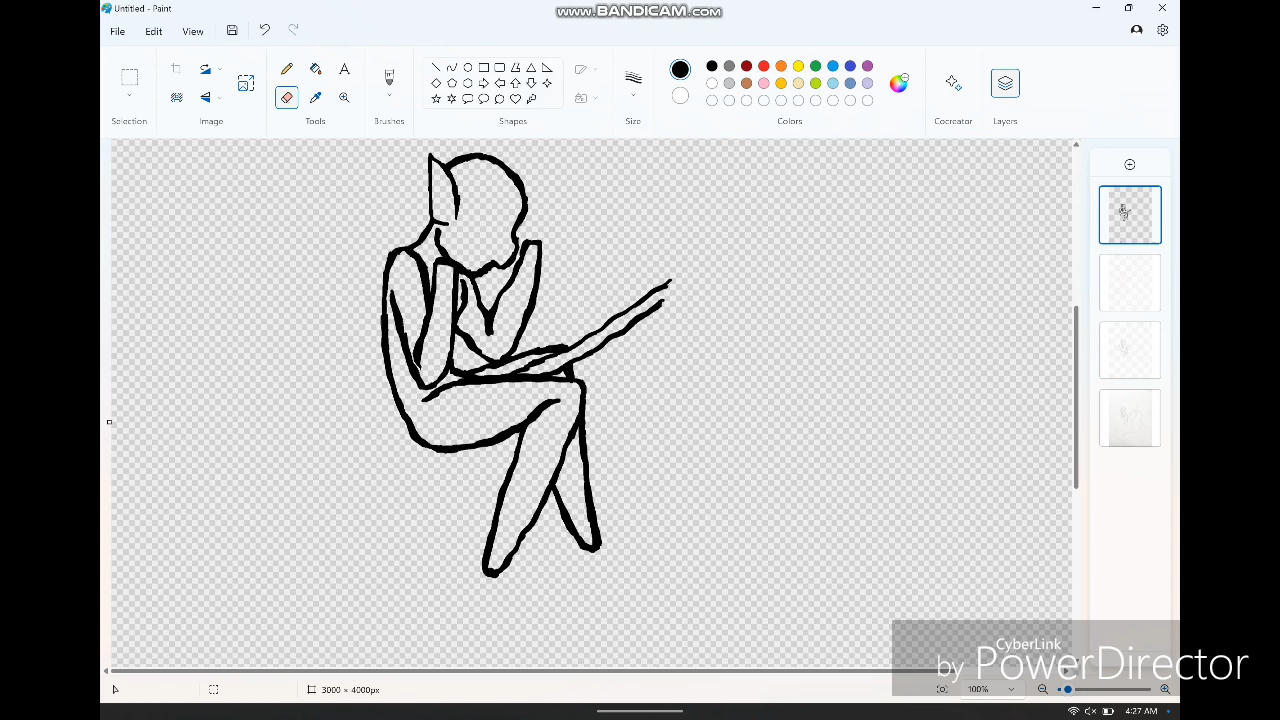 www.BANDICAM.com
Untitled - Paint
File Edit View
Selection Image Tools Brushes Shapes Size Colors Cocreator Layers
CyberLink
by PowerDirector
3000 × 4000px 100%
4:27 AM